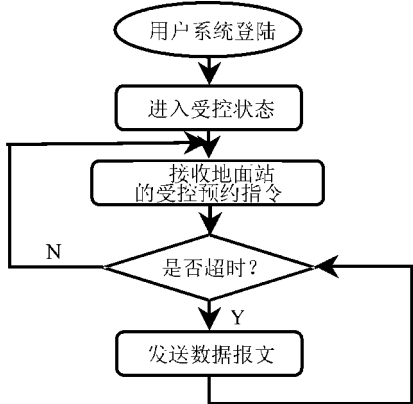 用户系统登陆
进入受控状态
接收地面站
的受控预约指令
N
是否超时?
Y
发送数据报文